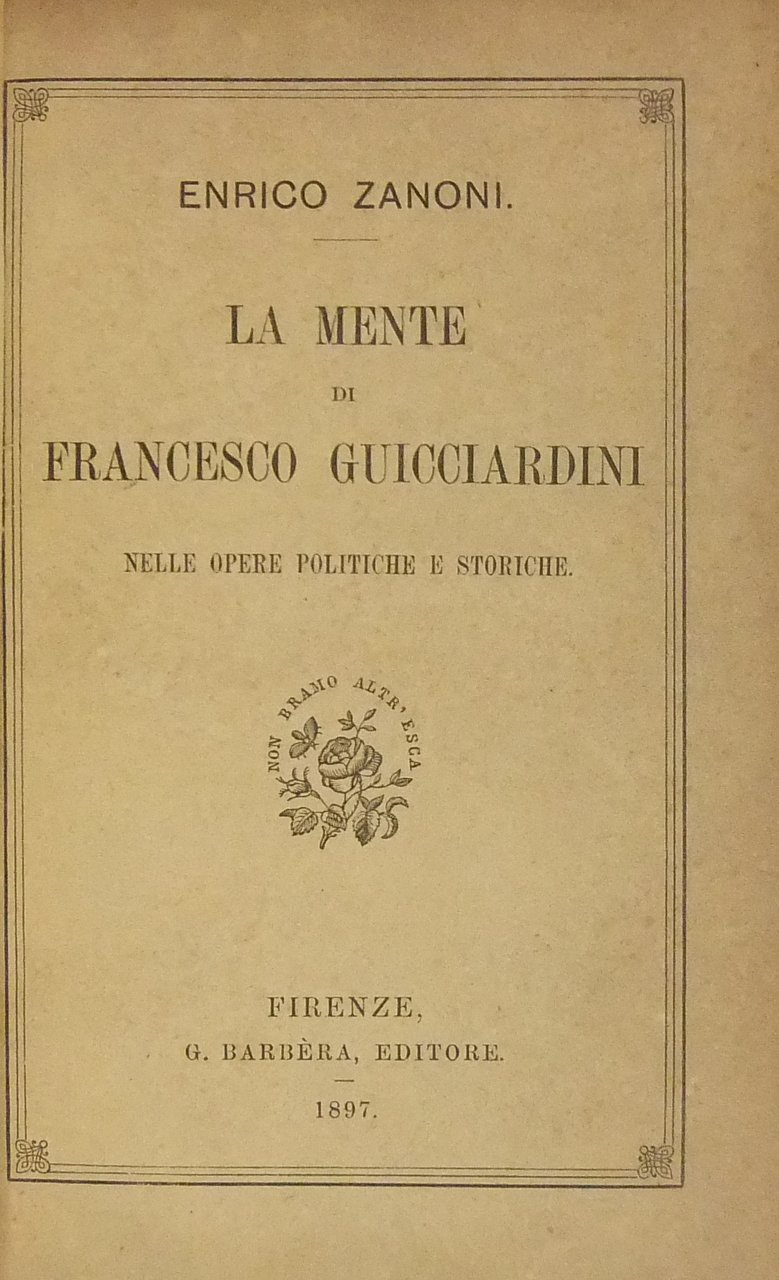 ENRICO ZANONI.
LA MENTE
DI
FRANCESCO GUICCIARDINI
NELLE OPERE POLITICHE E STORICHE.
NON BRAMO ALTR' ESCA
FIRENZE,
G. BARBÈRA, EDITORE.
1897.